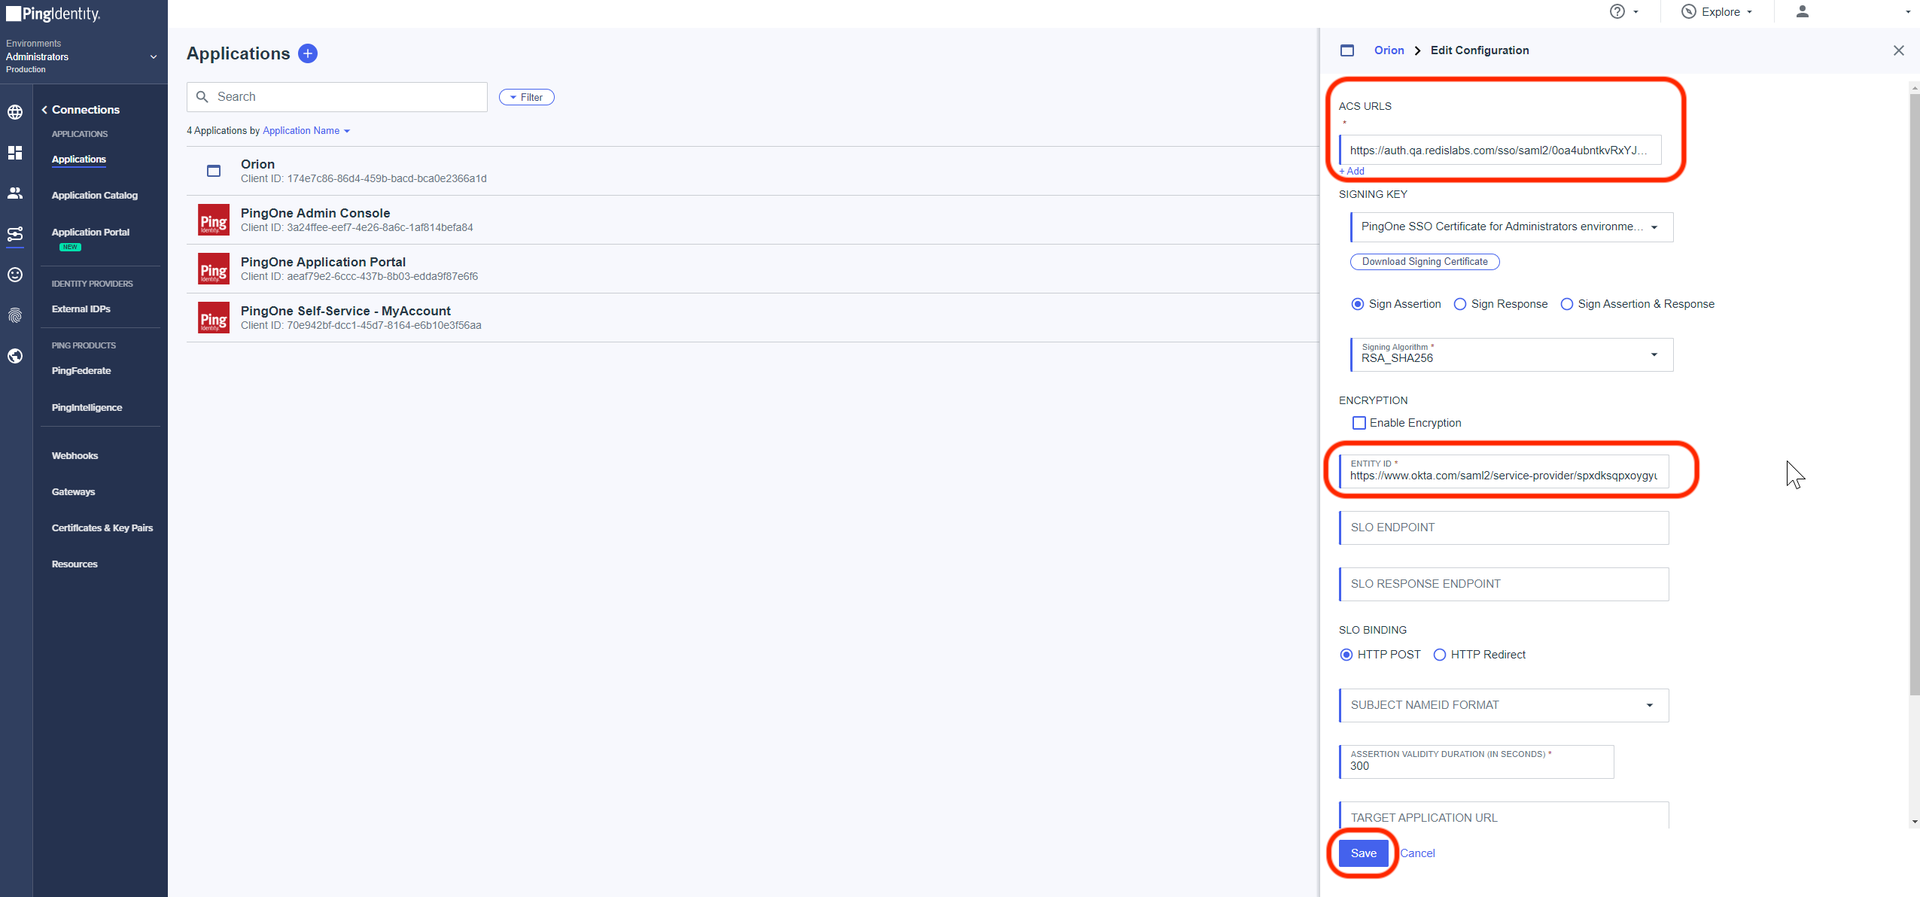 PingIdentity.
Environments
Administrators
Production
Connections
APPLICATIONS
Applications
Application Catalog
Application Portal
NEW
IDENTITY PROVIDERS
External IDPs
PING PRODUCTS
PingFederate
PingIntelligence
Webhooks
Gateways
Certificates & Key Pairs
Resources
Explore
Applications
Search
Filter
4 Applications by Application Name
Orion
Client ID: 174e7c86-86d4-459b-bacd-bca0e2366a1d
Ping
Identity
PingOne Admin Console
Client ID: 3a24ffee-eef7-4e26-8a6c-1af814befa84
Ping
Identity
PingOne Application Portal
Client ID: aeaf79e2-6ccc-437b-8b03-edda9f87e6f6
Ping
Identity
PingOne Self-Service - MyAccount
Client ID: 70e942bf-dcc1-45d7-8164-e6b10e3f56aa
Orion > Edit Configuration
ACS URLS
*
https://auth.qa.redislabs.com/sso/saml2/0oa4ubntkvRxYJ...
+ Add
SIGNING KEY
PingOne SSO Certificate for Administrators environme...
Download Signing Certificate
Sign Assertion Sign Response Sign Assertion & Response
Signing Algorithm *
RSA_SHA256
ENCRYPTION
Enable Encryption
ENTITY ID *
https://www.okta.com/saml2/service-provider/spxdksqpxoygyu
SLO ENDPOINT
SLO RESPONSE ENDPOINT
SLO BINDING
HTTP POST HTTP Redirect
SUBJECT NAMEID FORMAT
ASSERTION VALIDITY DURATION (IN SECONDS) *
300
TARGET APPLICATION URL
Save Cancel